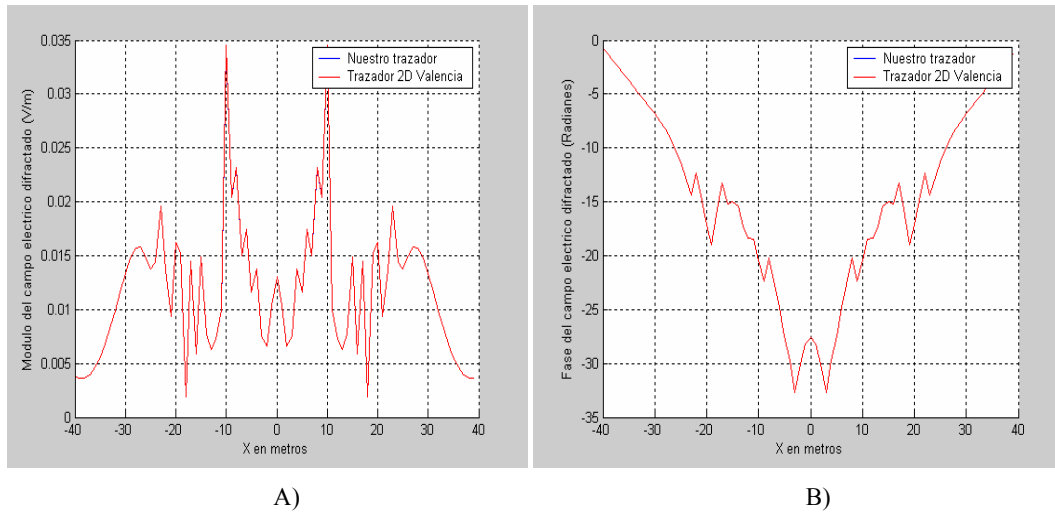 0.035
0.03
0.025
0.02
0.015
0.01
0.005
0
Modulo del campo electrico difractado (V/m)
Nuestro trazador
Trazador 2D Valencia
-40 -30 -20 -10 0 10 20 30 40
X en metros
A)
0
-5
-10
-15
-20
-25
-30
-35
Fase del campo electrico difractado (Radianes)
Nuestro trazador
Trazador 2D Valencia
-40 -30 -20 -10 0 10 20 30 40
X en metros
B)